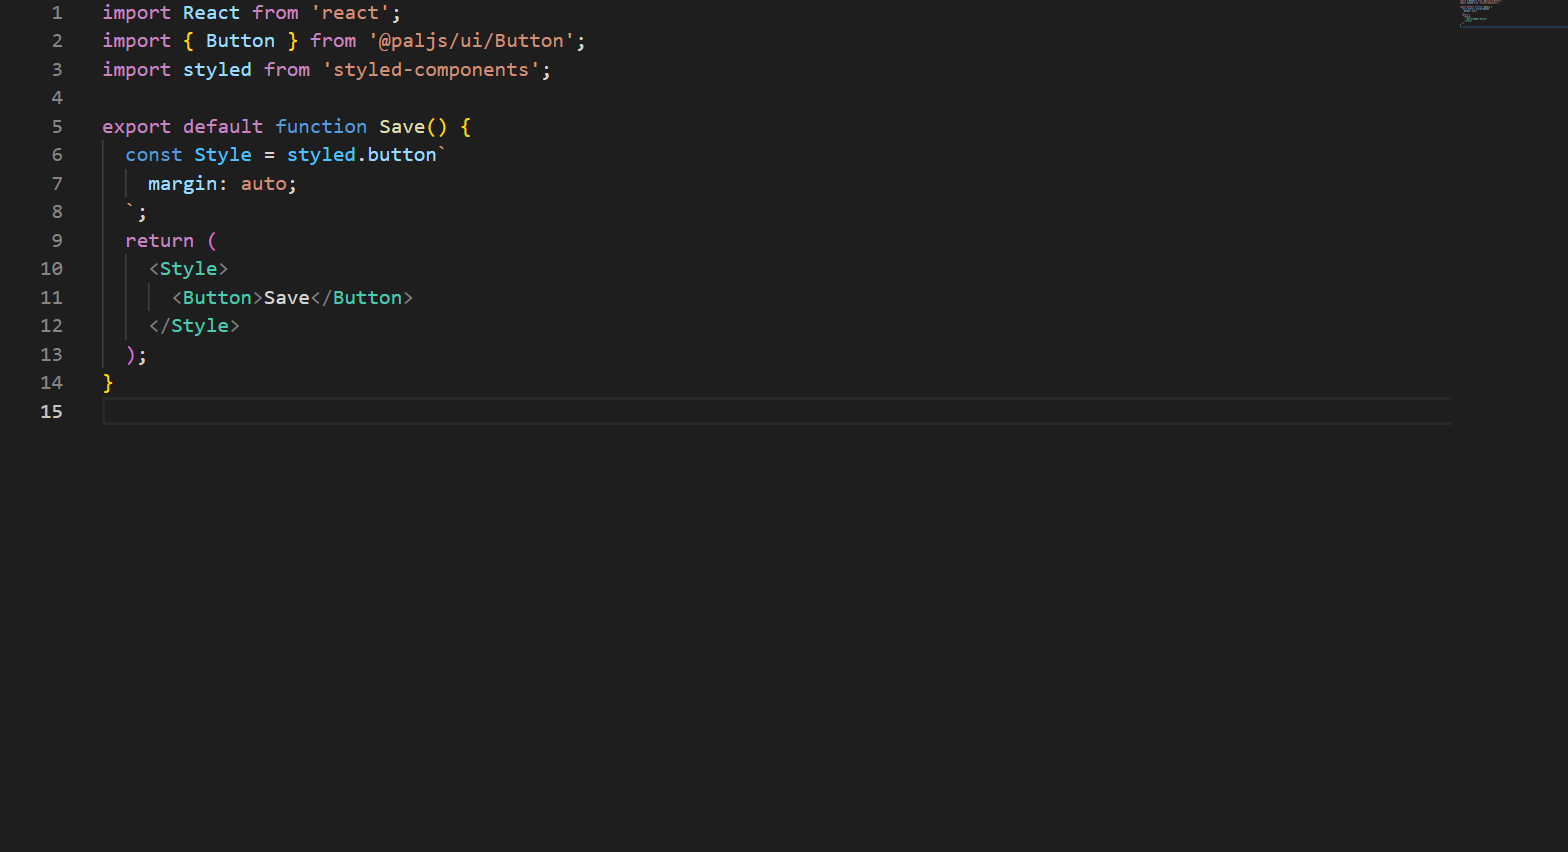 1 import React from 'react';
2 import { Button } from '@paljs/ui/Button';
3 import styled from 'styled-components';
4
5 export default function Save() {
6   const Style = styled.button`
7     margin: auto;
8   `;
9   return (
10     <Style>
11       <Button>Save</Button>
12     </Style>
13   );
14 }
15